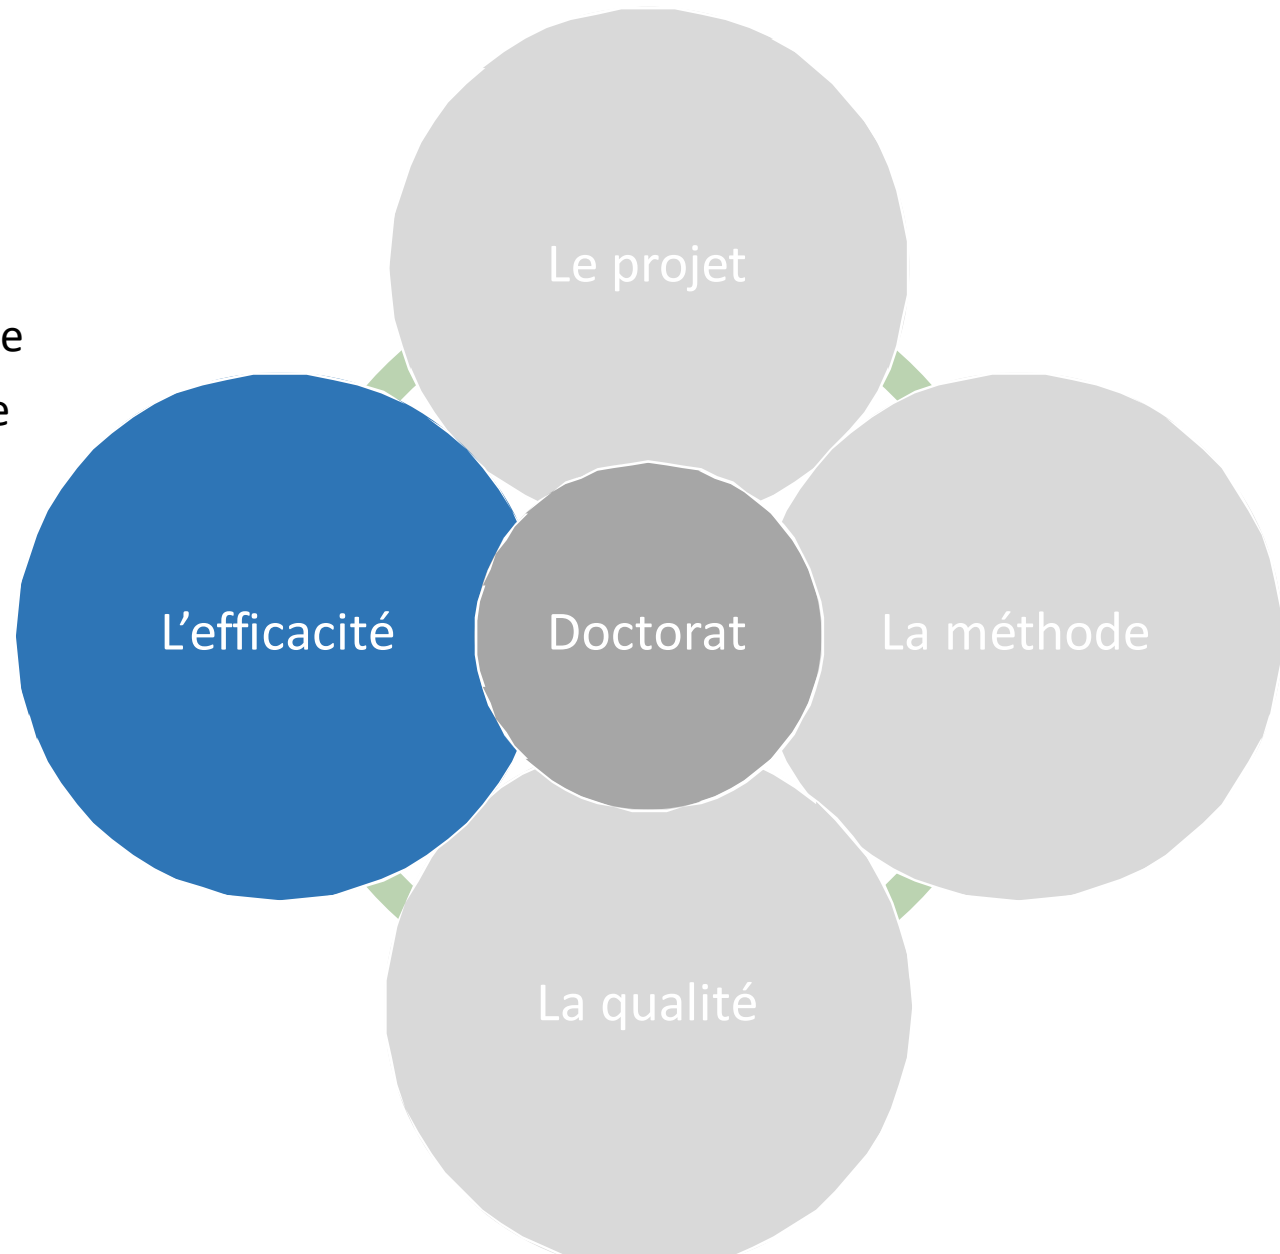 Le projet
e
e
L’efficacité
Doctorat
La méthode
La qualité